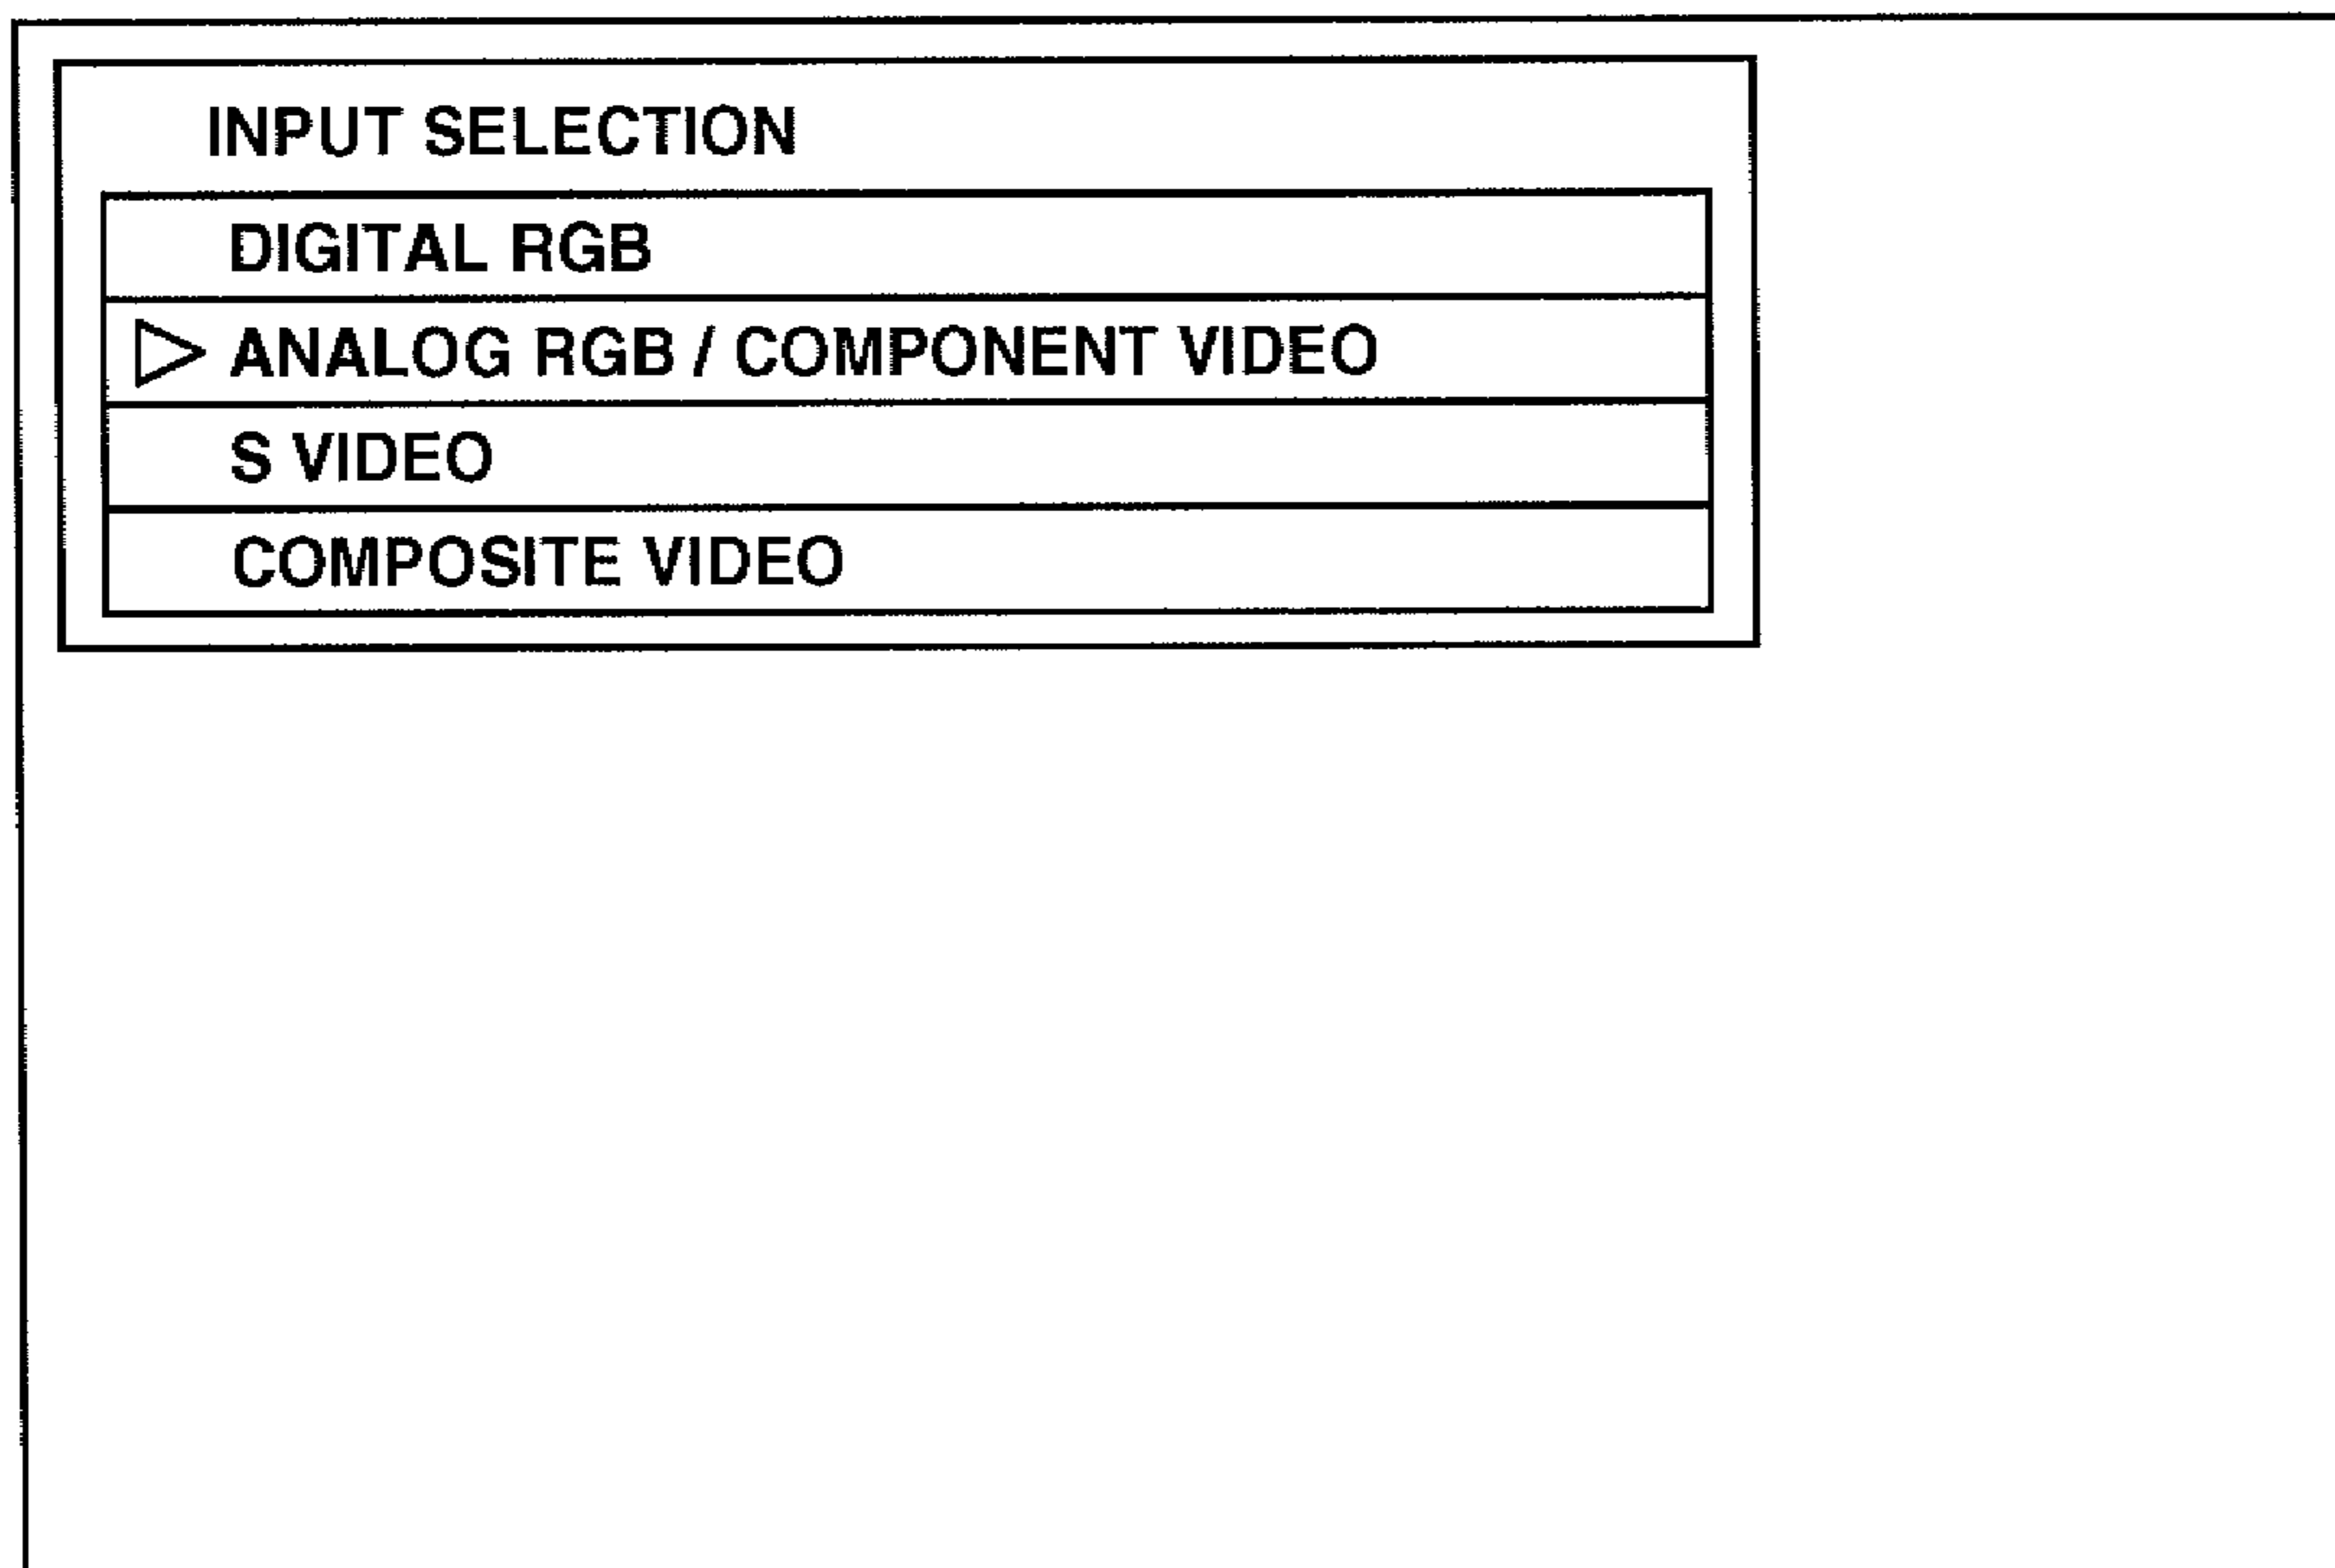 INPUT SELECTION
DIGITAL RGB
ANALOG RGB / COMPONENT VIDEO
S VIDEO
COMPOSITE VIDEO